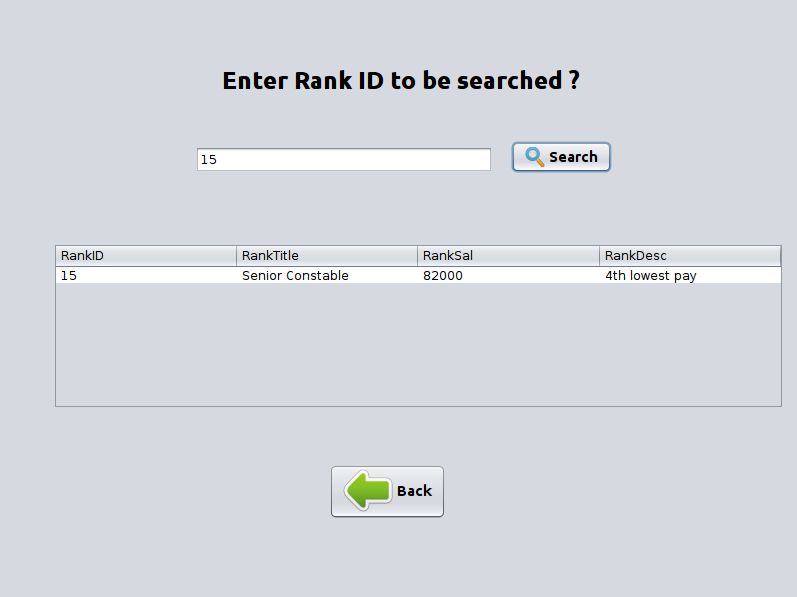 Enter Rank ID to be searched ?
15 Search
RankID RankTitle RankSal RankDesc
15 Senior Constable 82000 4th lowest pay
Back